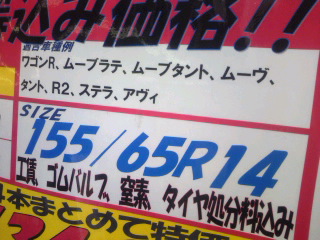 込み価格!!
適合車種例
ワゴンR、ムーブラテ、ムーブタント、ムーヴ、
タント、R2、ステラ、アヴィ
SIZE
155/65R14
工賃 ゴムバルブ 窒素 タイヤ処分料込み
本まとめて特価